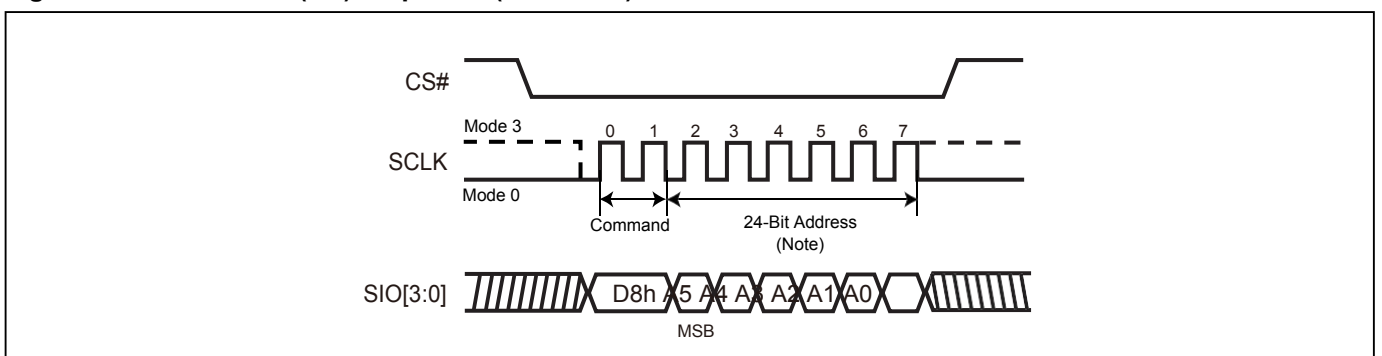 CS#
Mode 3
0 1 2 3 4 5 6 7
SCLK
Mode 0
Command
24-Bit Address
(Note)
SIO[3:0]
D8h A5 A4 A3 A2 A1 A0
MSB